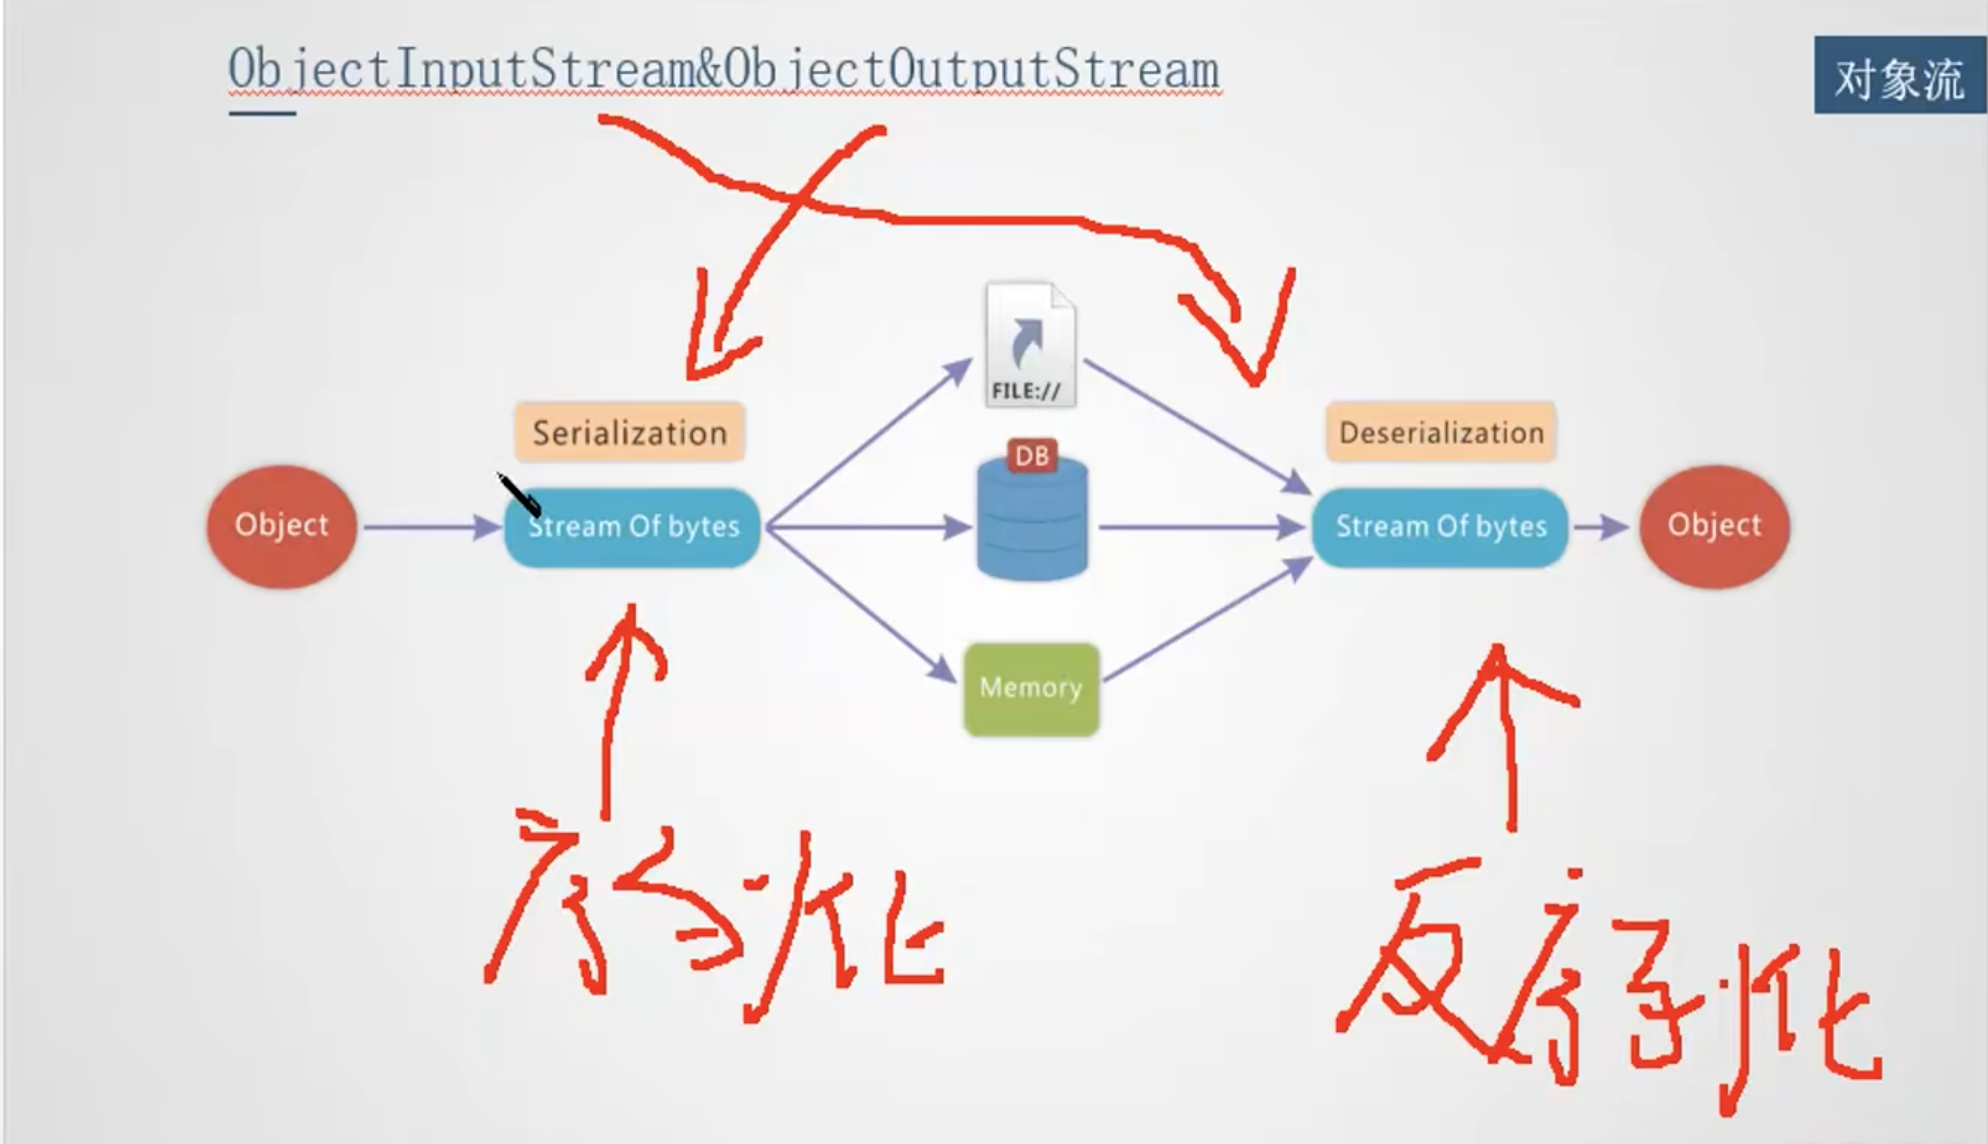 ObjectInputStream&ObjectOutputStream
对象流
FILE://
Serialization
DB
Deserialization
Object
Stream Of bytes
Stream Of bytes
Object
Memory
序列化
反序列化